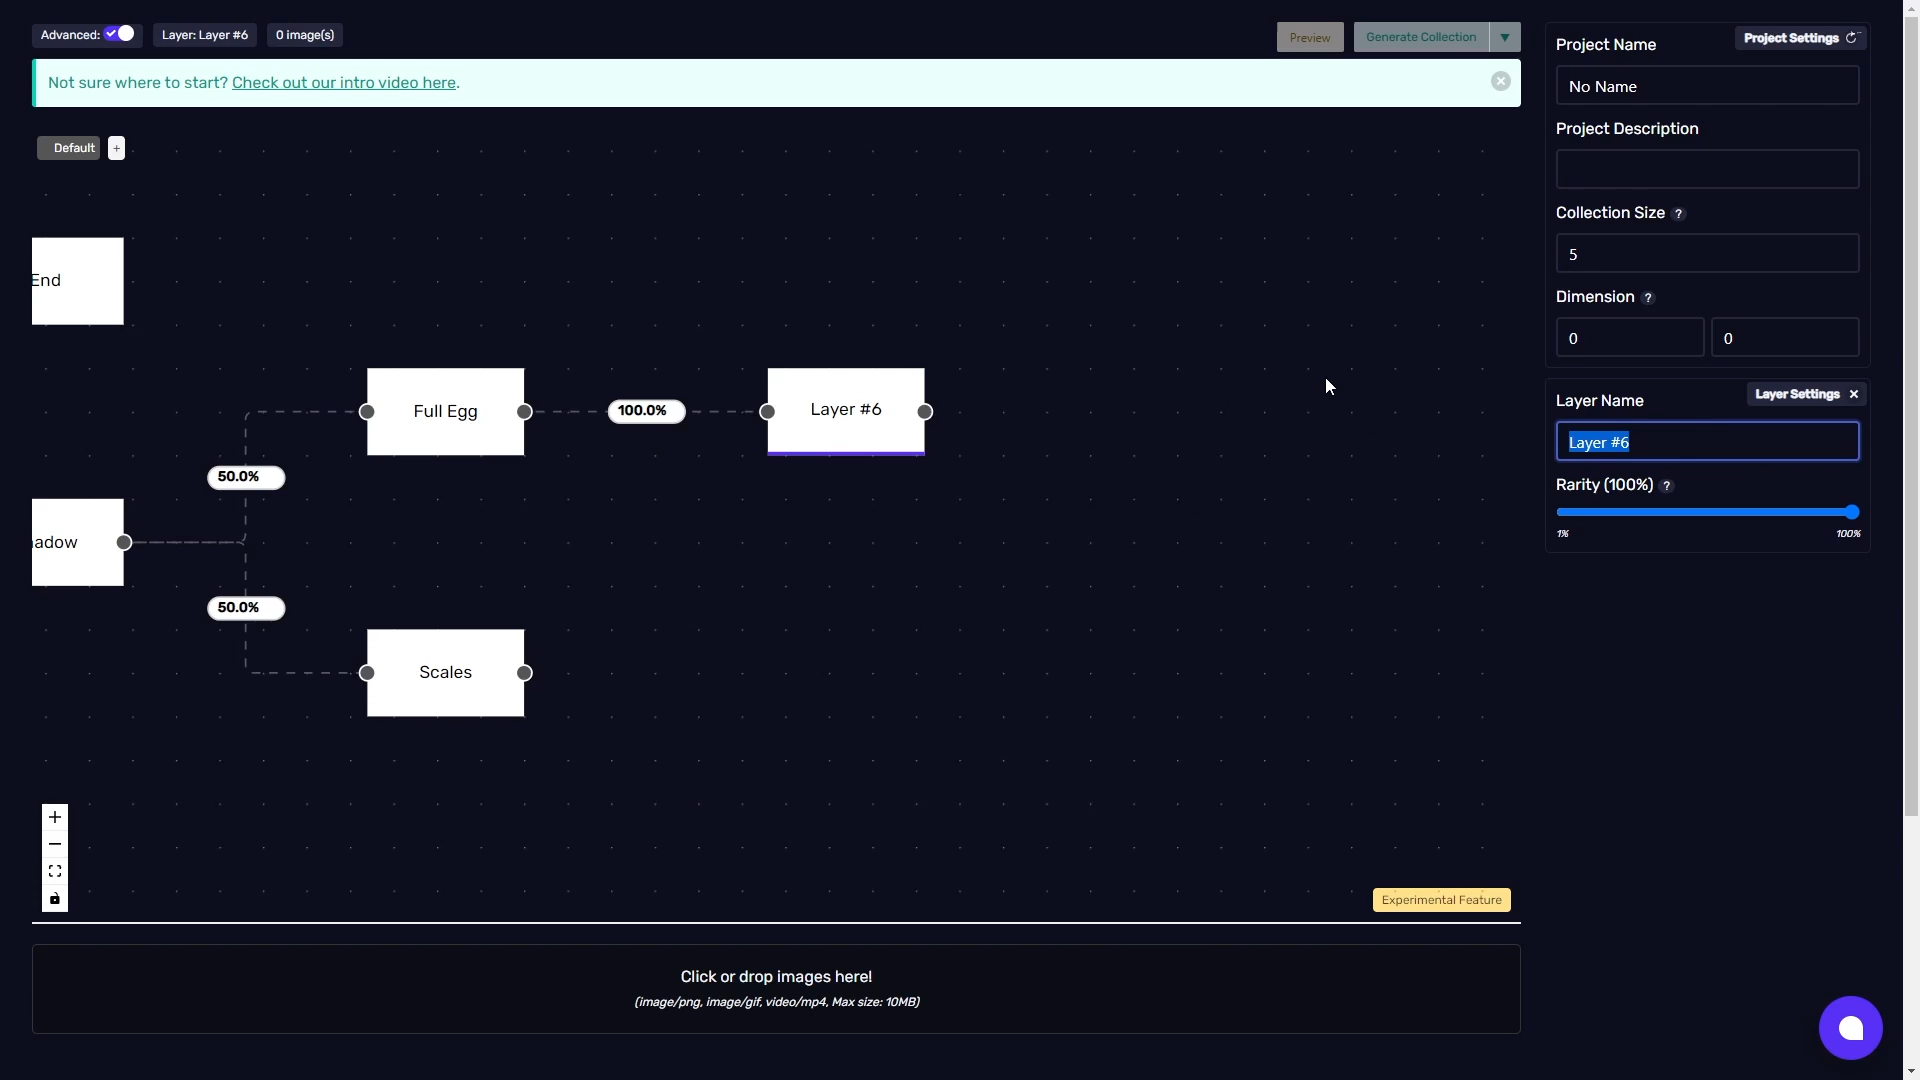 Advanced:
Layer: Layer #6
0 image(s)
Preview
Generate Collection
Not sure where to start? Check out our intro video here.
Default
+
End
Full Egg
100.0%
Layer #6
50.0%
adow
50.0%
Scales
Experimental Feature
Click or drop images here!
(image/png, image/gif, video/mp4, Max size: 10MB)
Project Name
Project Settings
No Name
Project Description
Collection Size ?
5
Dimension ?
0
0
Layer Name
Layer Settings
Layer #6
Rarity (100%) ?
1%
100%